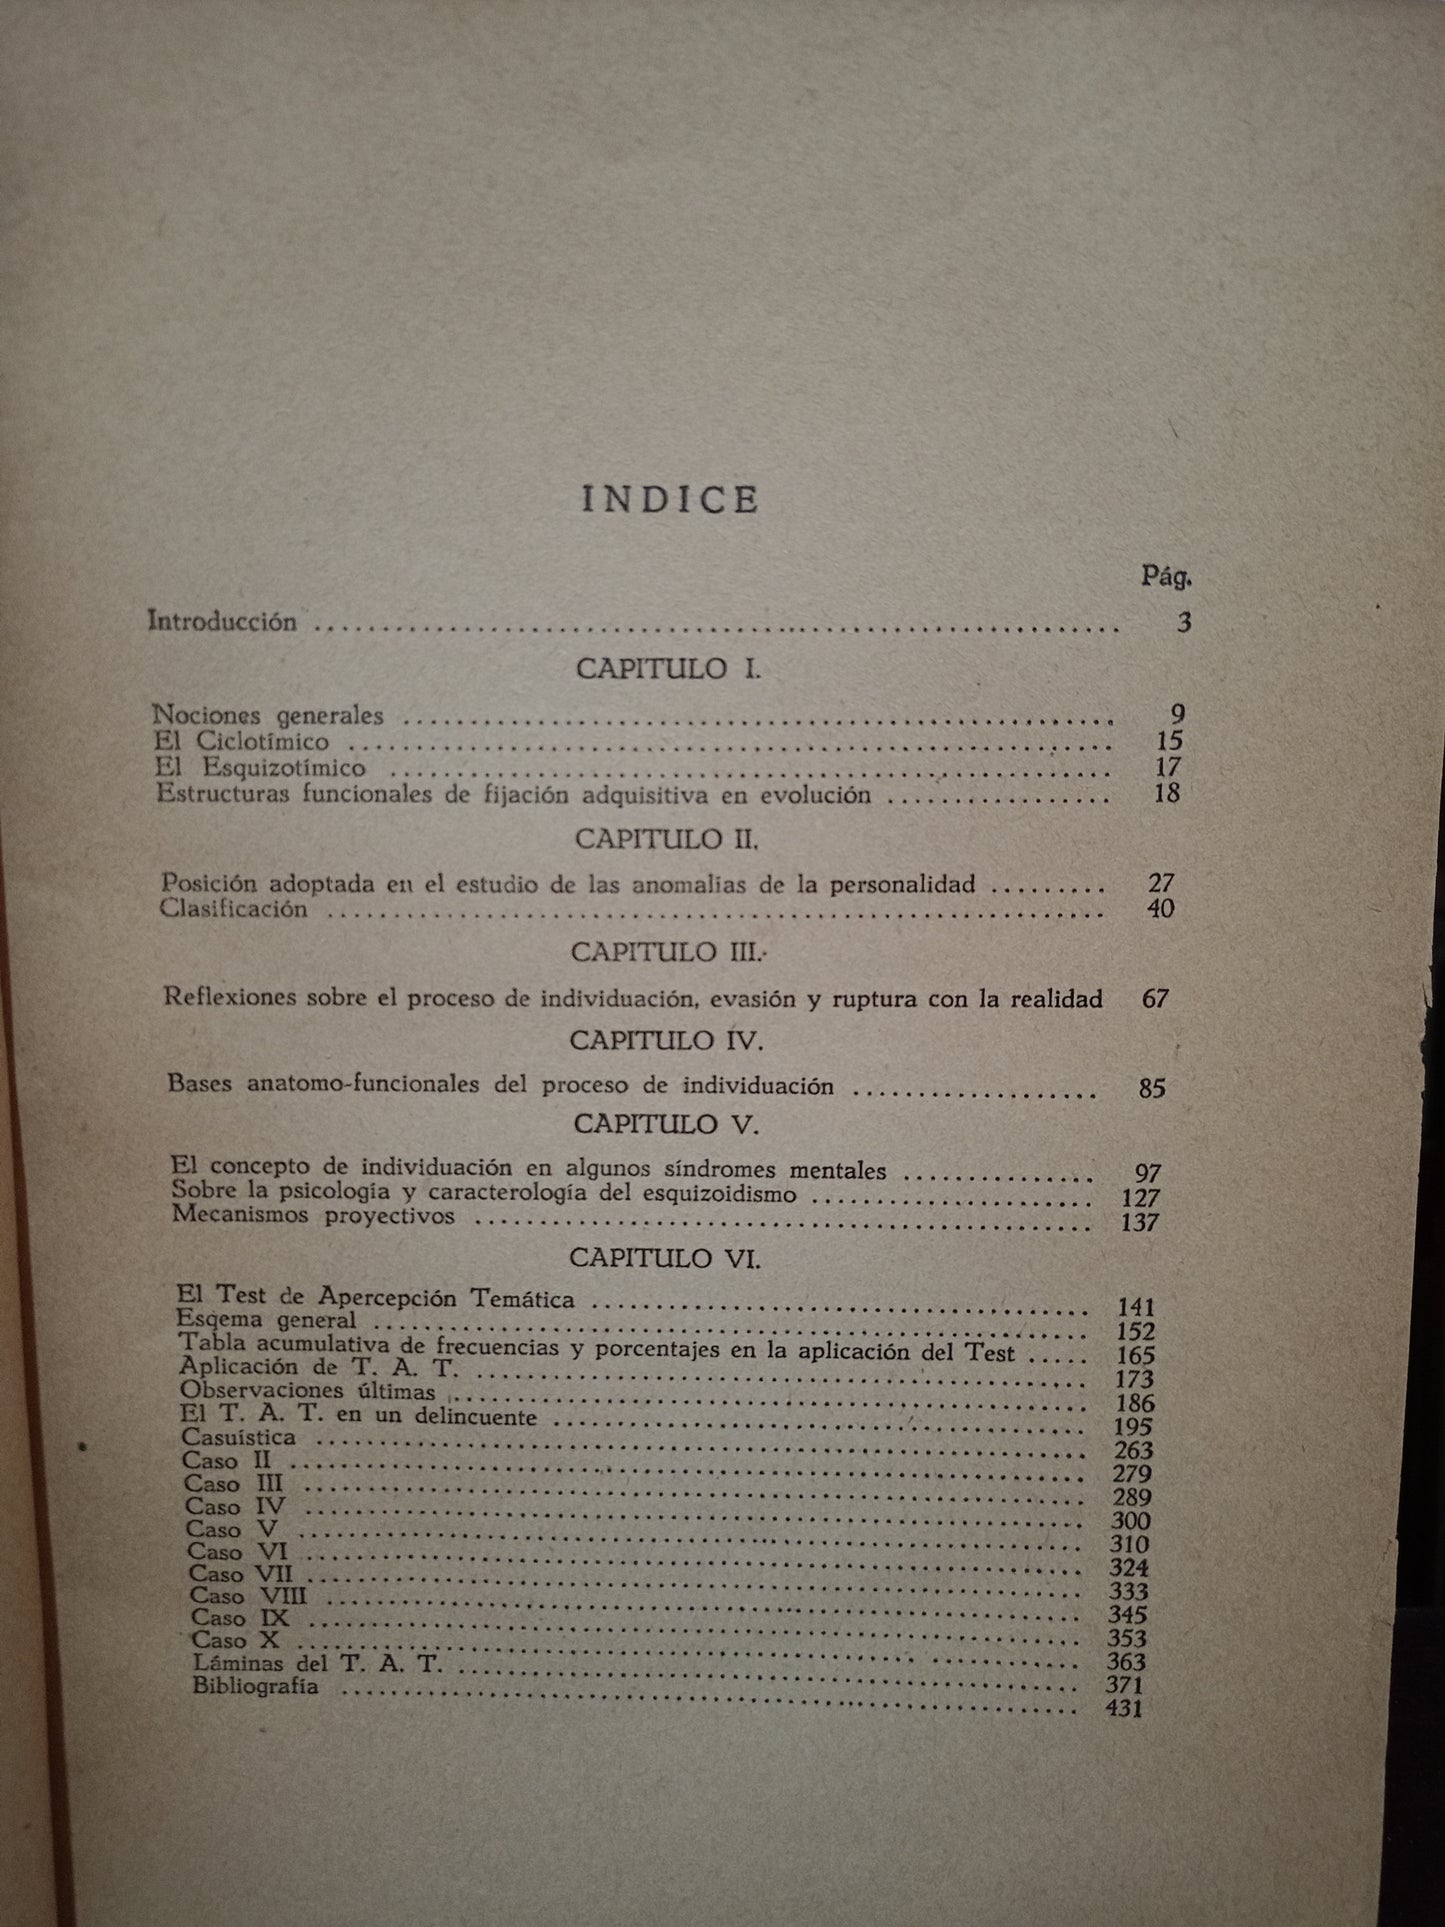 INDICE
Pág.
Introducción ........................................................ 3
CAPITULO I.
Nociones generales ........................................................ 9
El Ciclotímico ........................................................ 15
El Esquizotímico ........................................................ 17
Estructuras funcionales de fijación adquisitiva en evolución ................. 18
CAPITULO II.
Posición adoptada en el estudio de las anomalias de la personalidad ......... 27
Clasificación ........................................................ 40
CAPITULO III.
Reflexiones sobre el proceso de individuación, evasión y ruptura con la realidad 67
CAPITULO IV.
Bases anatomo-funcionales del proceso de individuación ................... 85
CAPITULO V.
El concepto de individuación en algunos síndromes mentales ............... 97
Sobre la psicología y caracterología del esquizoidismo ...................... 127
Mecanismos proyectivos ................................................ 137
CAPITULO VI.
El Test de Apercepción Temática ...................................... 141
Esqema general ........................................................ 152
Tabla acumulativa de frecuencias y porcentajes en la aplicación del Test ..... 165
Aplicación de T. A. T. ................................................ 173
Observaciones últimas ................................................ 186
El T. A. T. en un delincuente .......................................... 195
Casuística ............................................................ 263
Caso II ............................................................ 279
Caso III ............................................................ 289
Caso IV ............................................................ 300
Caso V ............................................................ 310
Caso VI ............................................................ 324
Caso VII ............................................................ 333
Caso VIII ............................................................ 345
Caso IX ............................................................ 353
Caso X ............................................................ 363
Láminas del T. A. T. ................................................ 371
Bibliografía ........................................................ 431